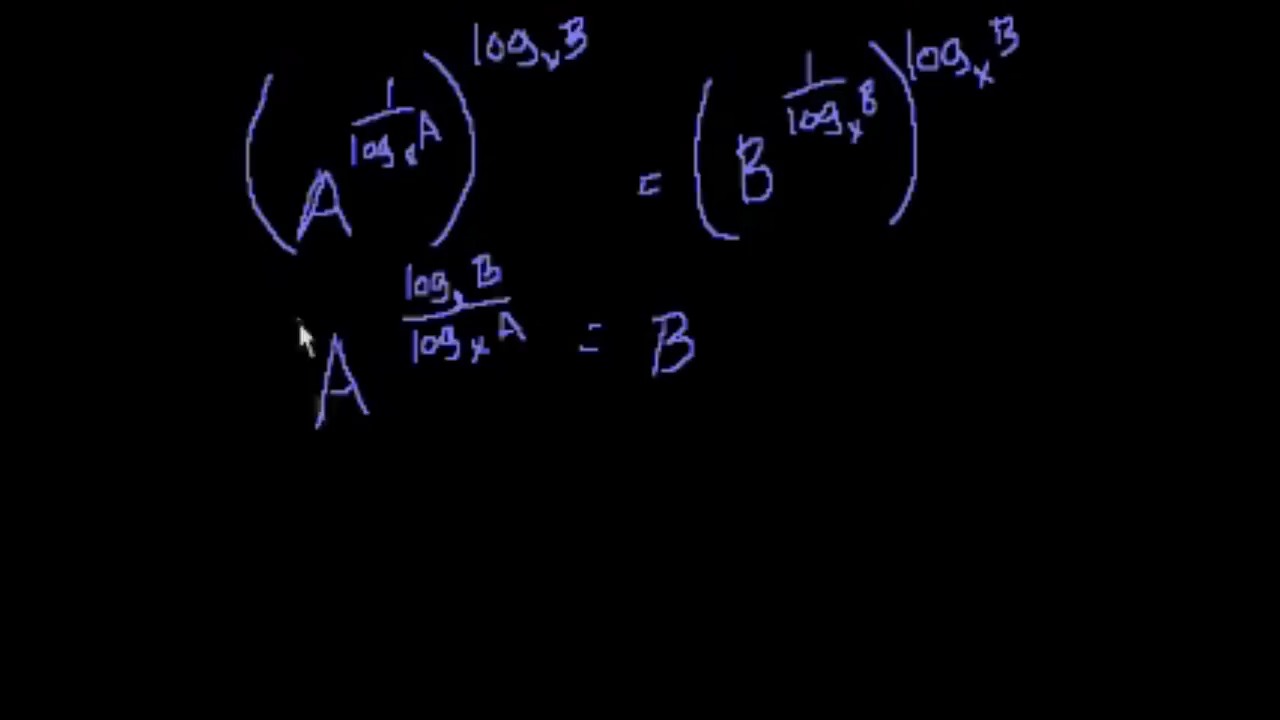 (A^(1/log_x A))^(log_x B) = (B^(1/log_x B))^(log_x B)
A^(log_x B / log_x A) = B